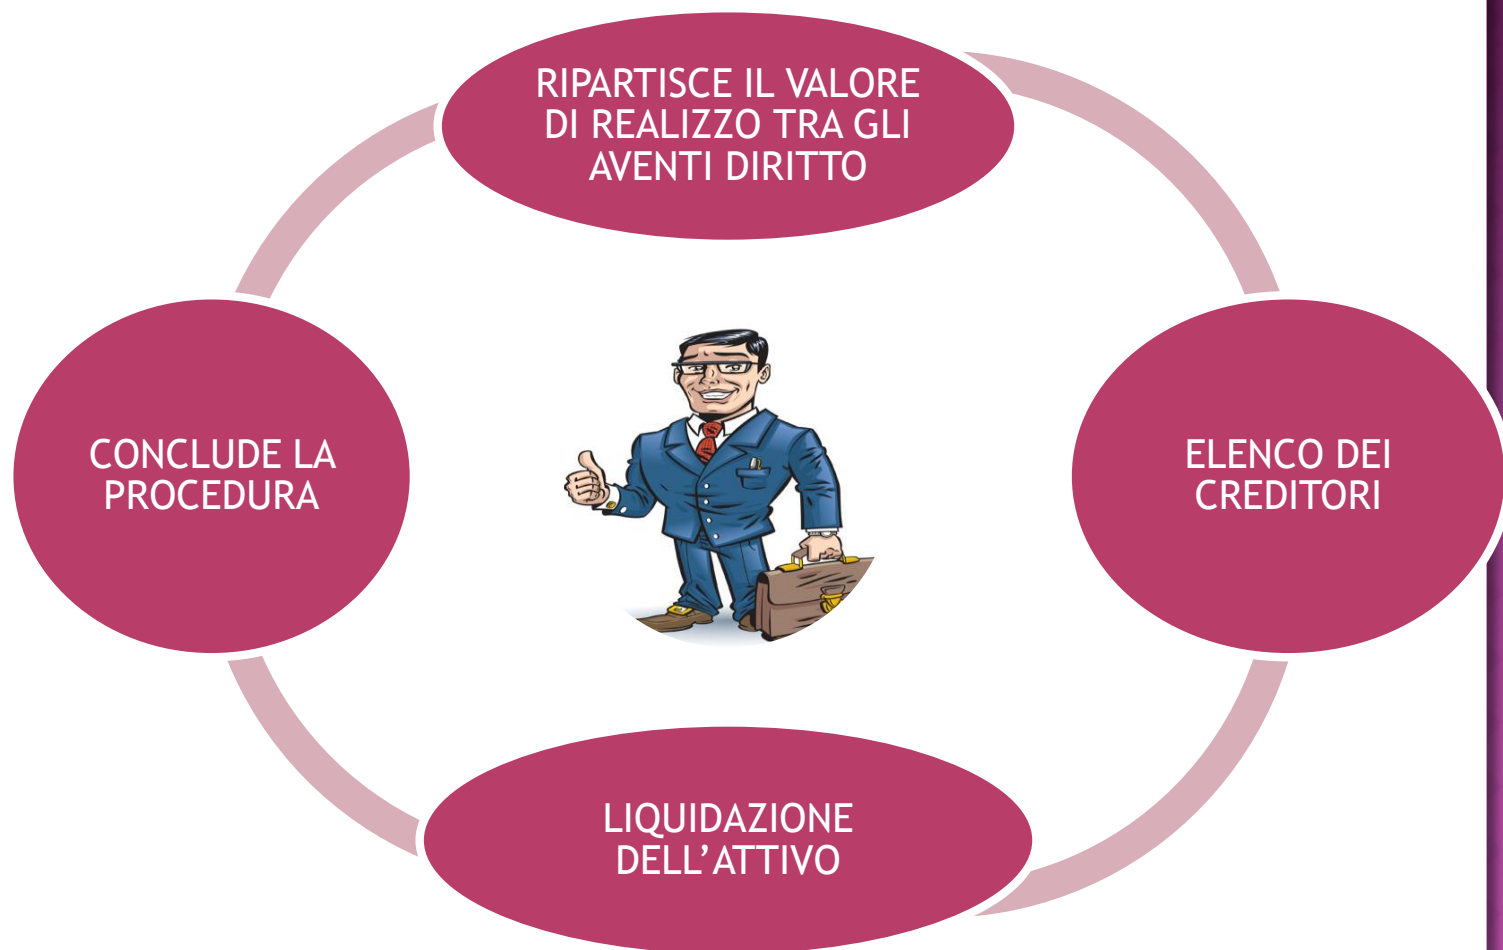 RIPARTISCE IL VALORE
DI REALIZZO TRA GLI
AVENTI DIRITTO
ELENCO DEI
CREDITORI
LIQUIDAZIONE
DELL’ATTIVO
CONCLUDE LA
PROCEDURA